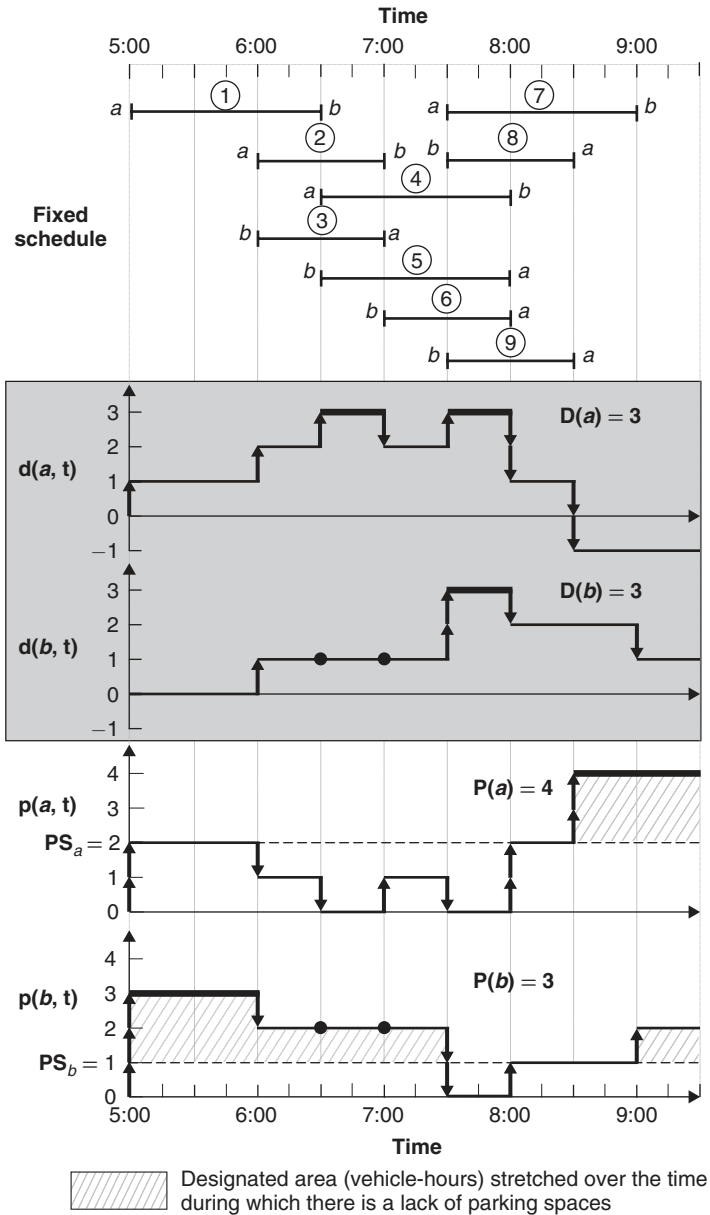 Time
5:00 6:00 7:00 8:00 9:00
a 1 b a 7 b
a 2 b b 8 a
a 4 b
Fixed
schedule
b 3 a
b 5 a
b 6 a
b 9 a
3
D(a) = 3
2
d(a, t)
1
0
−1
3
D(b) = 3
2
d(b, t)
1
0
−1
4
P(a) = 4
p(a, t)
3
PSa = 2
1
0
4
P(b) = 3
p(b, t)
3
2
PSb = 1
0
5:00 6:00 7:00 8:00 9:00
Time
Designated area (vehicle-hours) stretched over the time
during which there is a lack of parking spaces